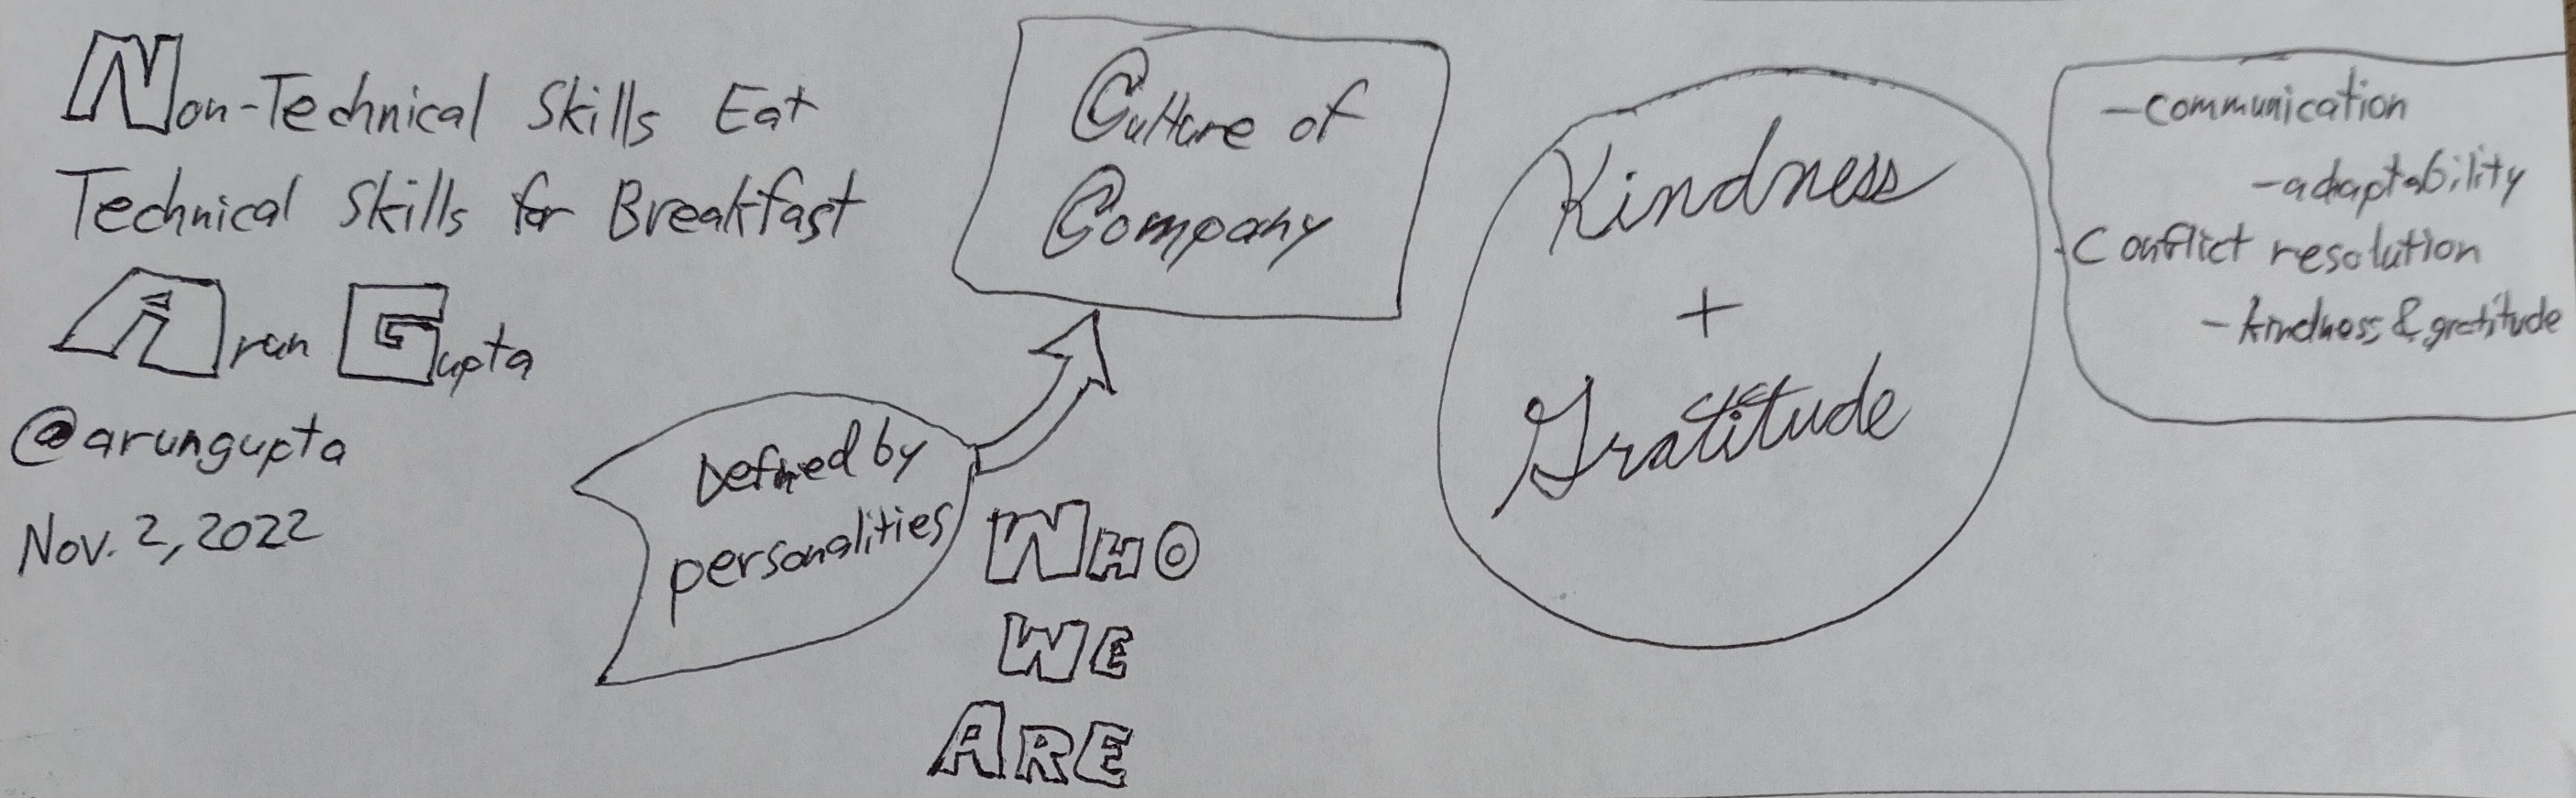 Non-Technical Skills Eat
Technical Skills for Breakfast
Arun Gupta
@arungupta
Nov. 2, 2022
Culture of
Company
Defined by
personalities
WHO
WE
ARE
Kindness
+
Gratitude
-communication
-adaptability
-Conflict resolution
-kindness & gratitude